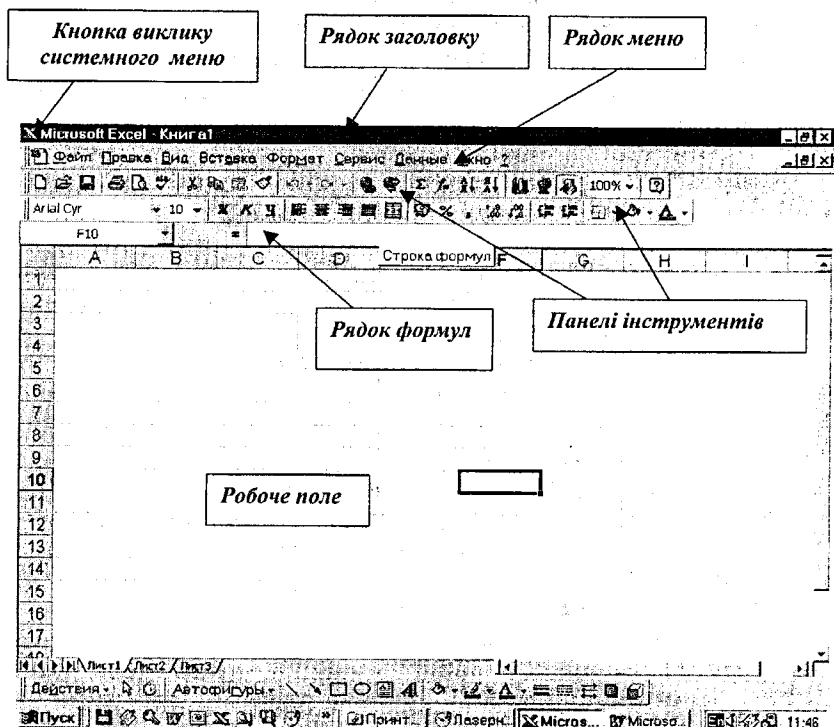 Кнопка виклику
системного меню
Рядок заголовку
Рядок меню
Microsoft Excel - Книга1
Файл Правка Вид Вставка Формат Сервис Данные Окно ?
100%
Arial Cyr 10 Ж К Ч
F10 =
A B C D Строка формул F G H I
1
2
3
4
5
6
7
8
9
10
11
12
13
14
15
16
17
Рядок формул
Панелі інструментів
Робоче поле
Лист1 Лист2 Лист3
Действия Автофигуры
Пуск Принт... Лазерн... Micros... Microso... 11:48